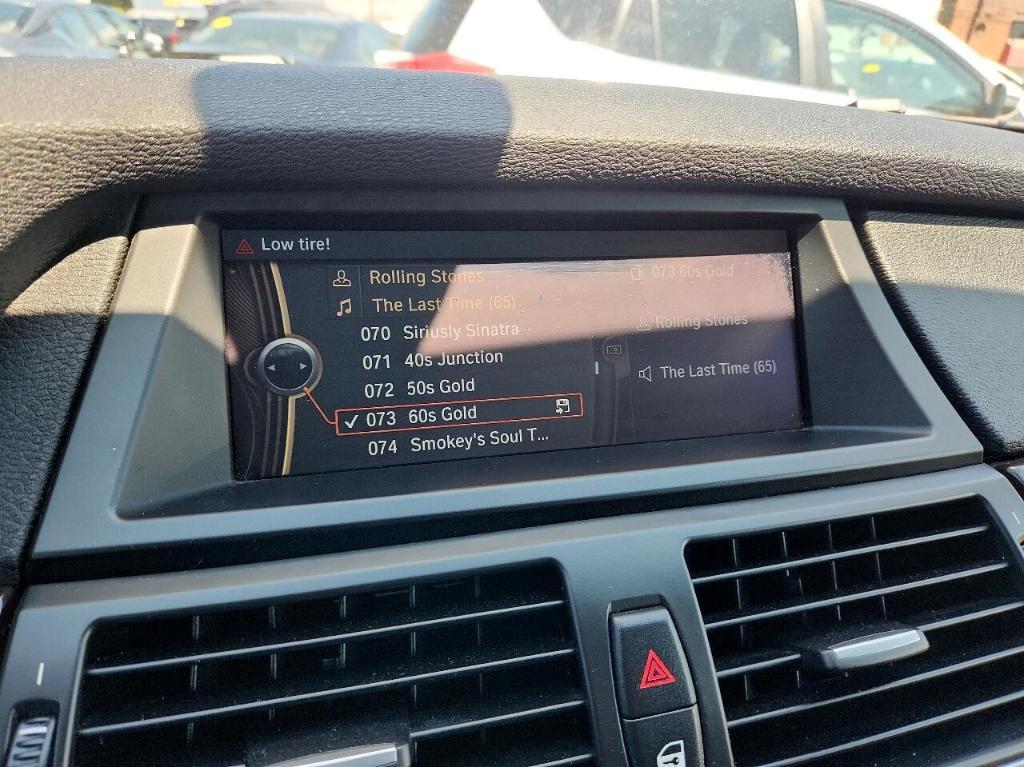 Low tire!
Rolling Stones
The Last Time (65)
070 Siriusly Sinatra
071 40s Junction
072 50s Gold
073 60s Gold
074 Smokey's Soul T...
073 60s Gold
Rolling Stones
The Last Time (65)